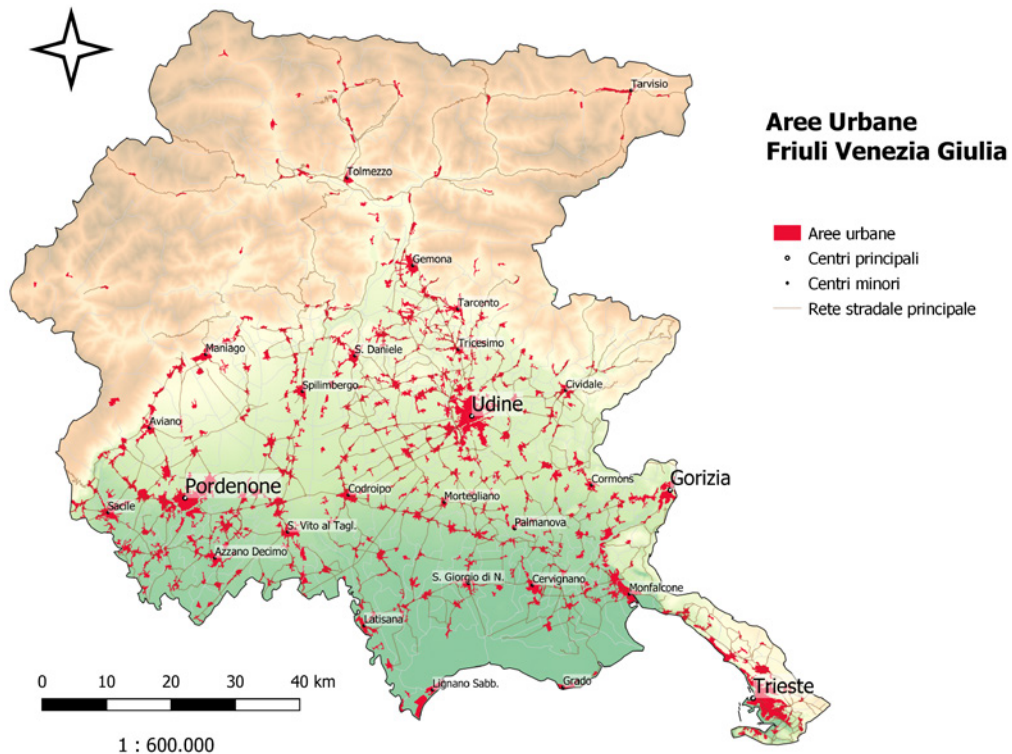 Aree Urbane
Friuli Venezia Giulia
Aree urbane
Centri principali
Centri minori
Rete stradale principale
Tarvisio
Tolmezzo
Gemona
Tarcento
Tricesimo
S. Daniele
Maniago
Spilimbergo
Cividale
Udine
Aviano
Cormons
Gorizia
Pordenone
Codroipo
Mortegliano
Sacile
Palmanova
S. Vito al Tagl.
Azzano Decimo
S. Giorgio di N.
Cervignano
Monfalcone
Latisana
Lignano Sabb.
Grado
Trieste
0 10 20 30 40 km
1 : 600.000